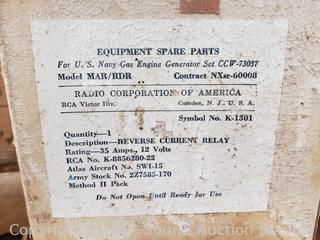 EQUIPMENT SPARE PARTS
For U. S. Navy Gas Engine Generator Set CCW-73037
Model MAR/RDR Contract NXsr-60008
RADIO CORPORATION OF AMERICA
RCA Victor Div. Camden, N. J., U. S. A.
Symbol No. K-1301
Quantity—1
Description—REVERSE CURRENT RELAY
Rating—35 Amps., 12 Volts
RCA No. K-8856280-22
Atlas Aircraft No. SWI-15
Army Stock No. 2Z7585-170
Method II Pack
Do Not Open Until Ready for Use